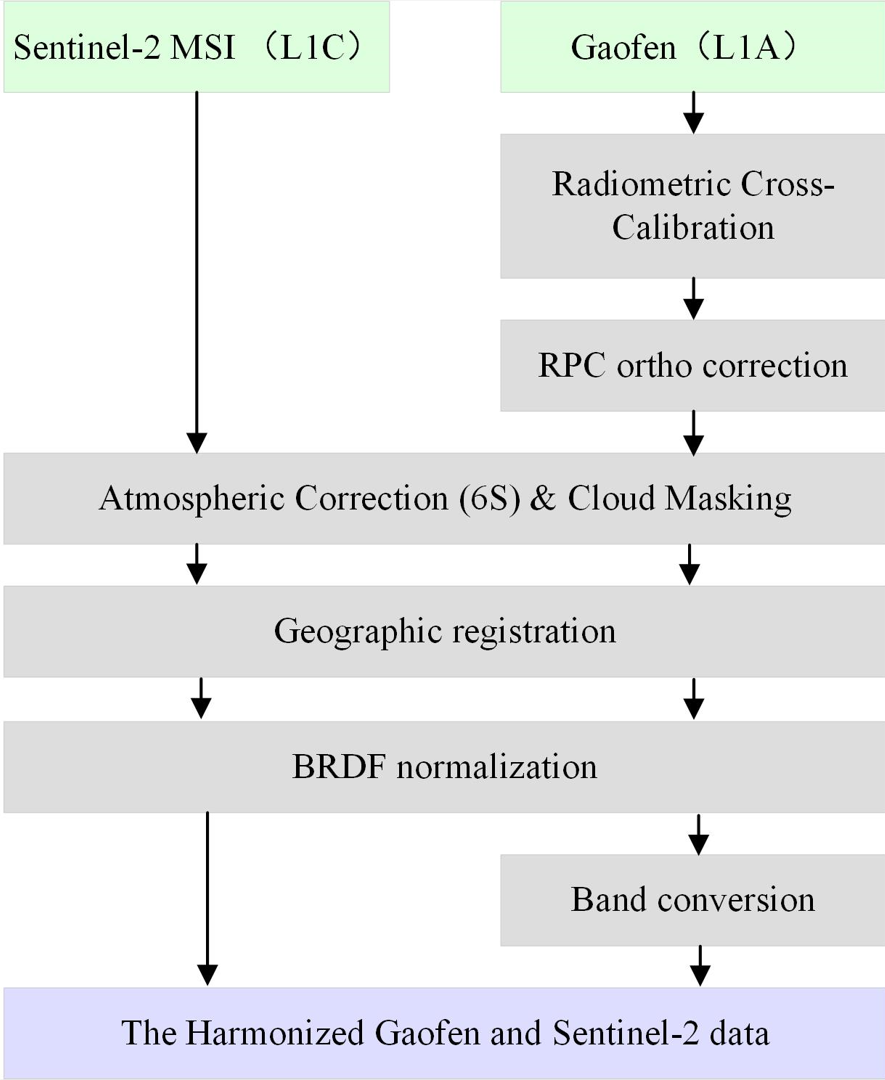 Sentinel-2 MSI （L1C）
Gaofen（L1A）
Radiometric Cross-
Calibration
RPC ortho correction
Atmospheric Correction (6S) & Cloud Masking
Geographic registration
BRDF normalization
Band conversion
The Harmonized Gaofen and Sentinel-2 data